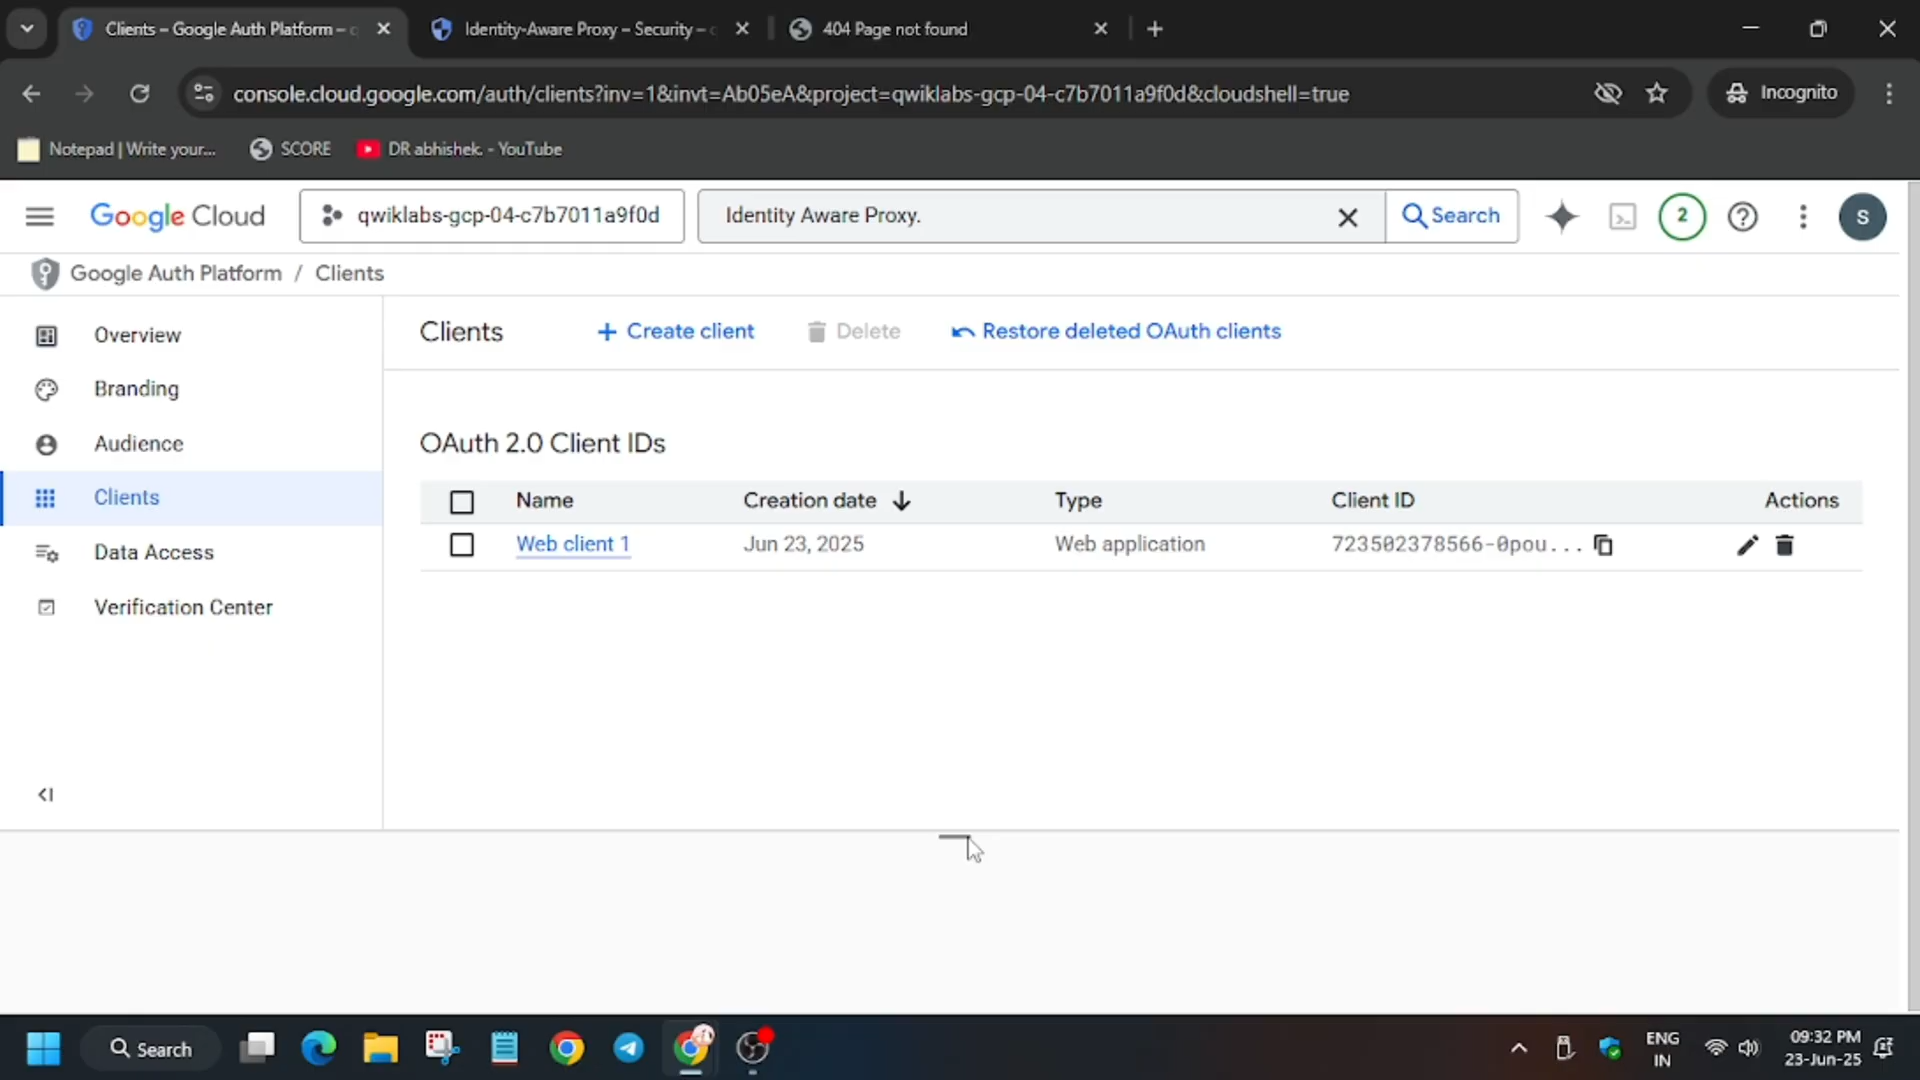 Clients – Google Auth Platform –
Identity-Aware Proxy – Security –
404 Page not found
console.cloud.google.com/auth/clients?inv=1&invt=Ab05eA&project=qwiklabs-gcp-04-c7b7011a9f0d&cloudshell=true
Incognito
Notepad | Write your...
SCORE
DR abhishek. - YouTube
Google Cloud
qwiklabs-gcp-04-c7b7011a9f0d
Identity Aware Proxy.
Search
2
S
Google Auth Platform / Clients
Overview
Branding
Audience
Clients
Data Access
Verification Center
Clients
Create client
Delete
Restore deleted OAuth clients
OAuth 2.0 Client IDs
Name Creation date Type Client ID Actions
Web client 1 Jun 23, 2025 Web application 723502378566-0pou...
Search
ENG
IN
09:32 PM
23-Jun-25